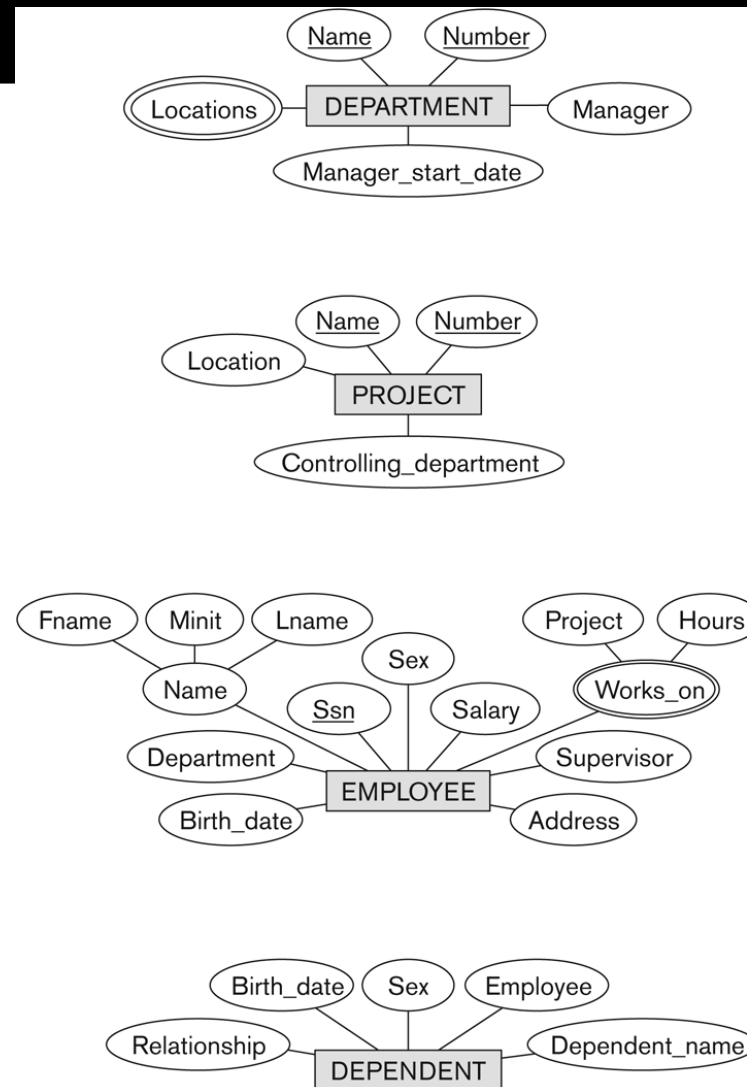 Name Number
Locations DEPARTMENT Manager
Manager_start_date
Name Number
Location
PROJECT
Controlling_department
Fname Minit Lname Project Hours
Sex
Name Works_on
Ssn Salary
Department Supervisor
EMPLOYEE
Birth_date Address
Birth_date Sex Employee
Relationship Dependent_name
DEPENDENT